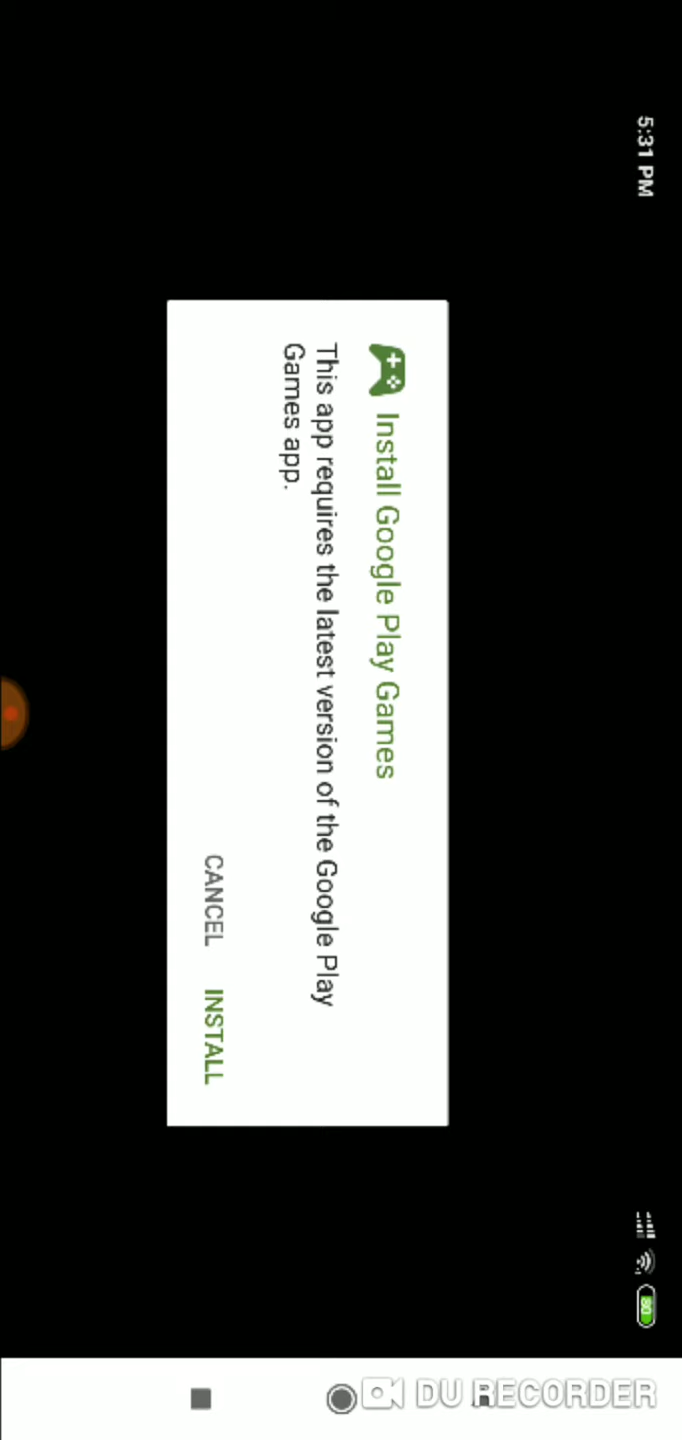 5:31 PM
80
Install Google Play Games
This app requires the latest version of the Google Play
Games app.
CANCEL INSTALL
DU RECORDER